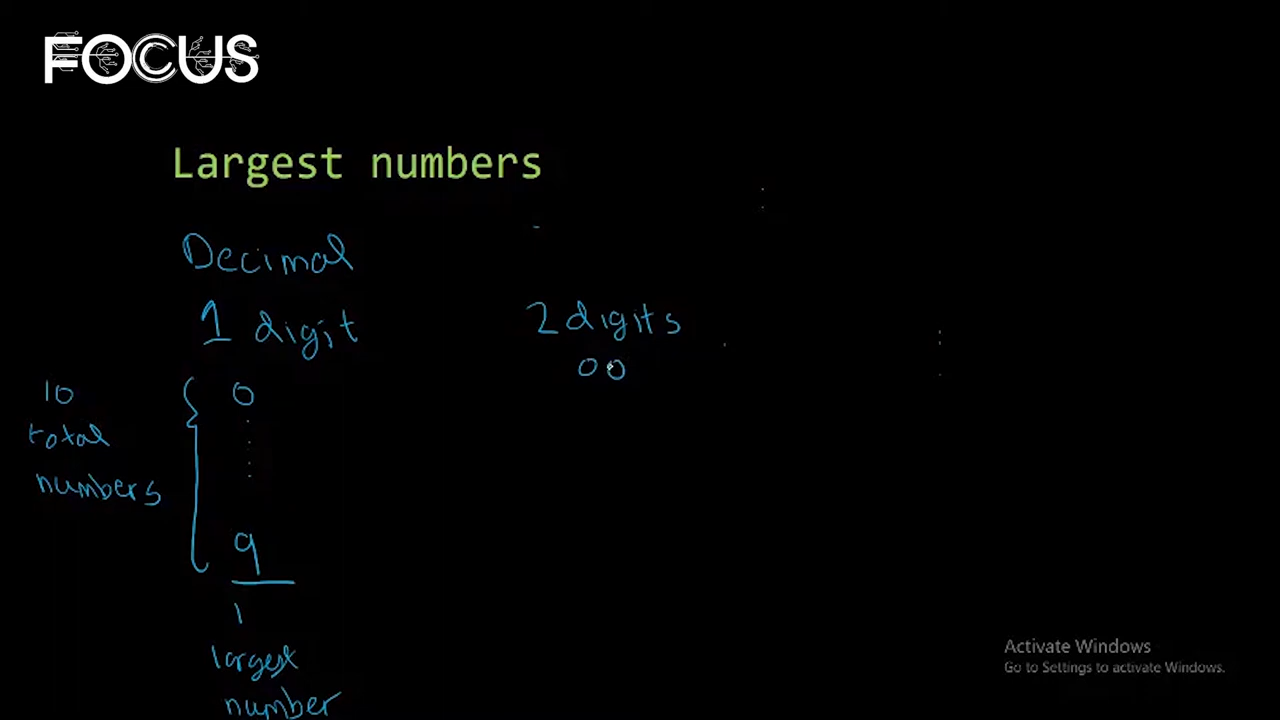 FOCUS
Largest numbers
Decimal
1 digit
2 digits
00
10
total
numbers
0
9
largest
number
Activate Windows
Go to Settings to activate Windows.